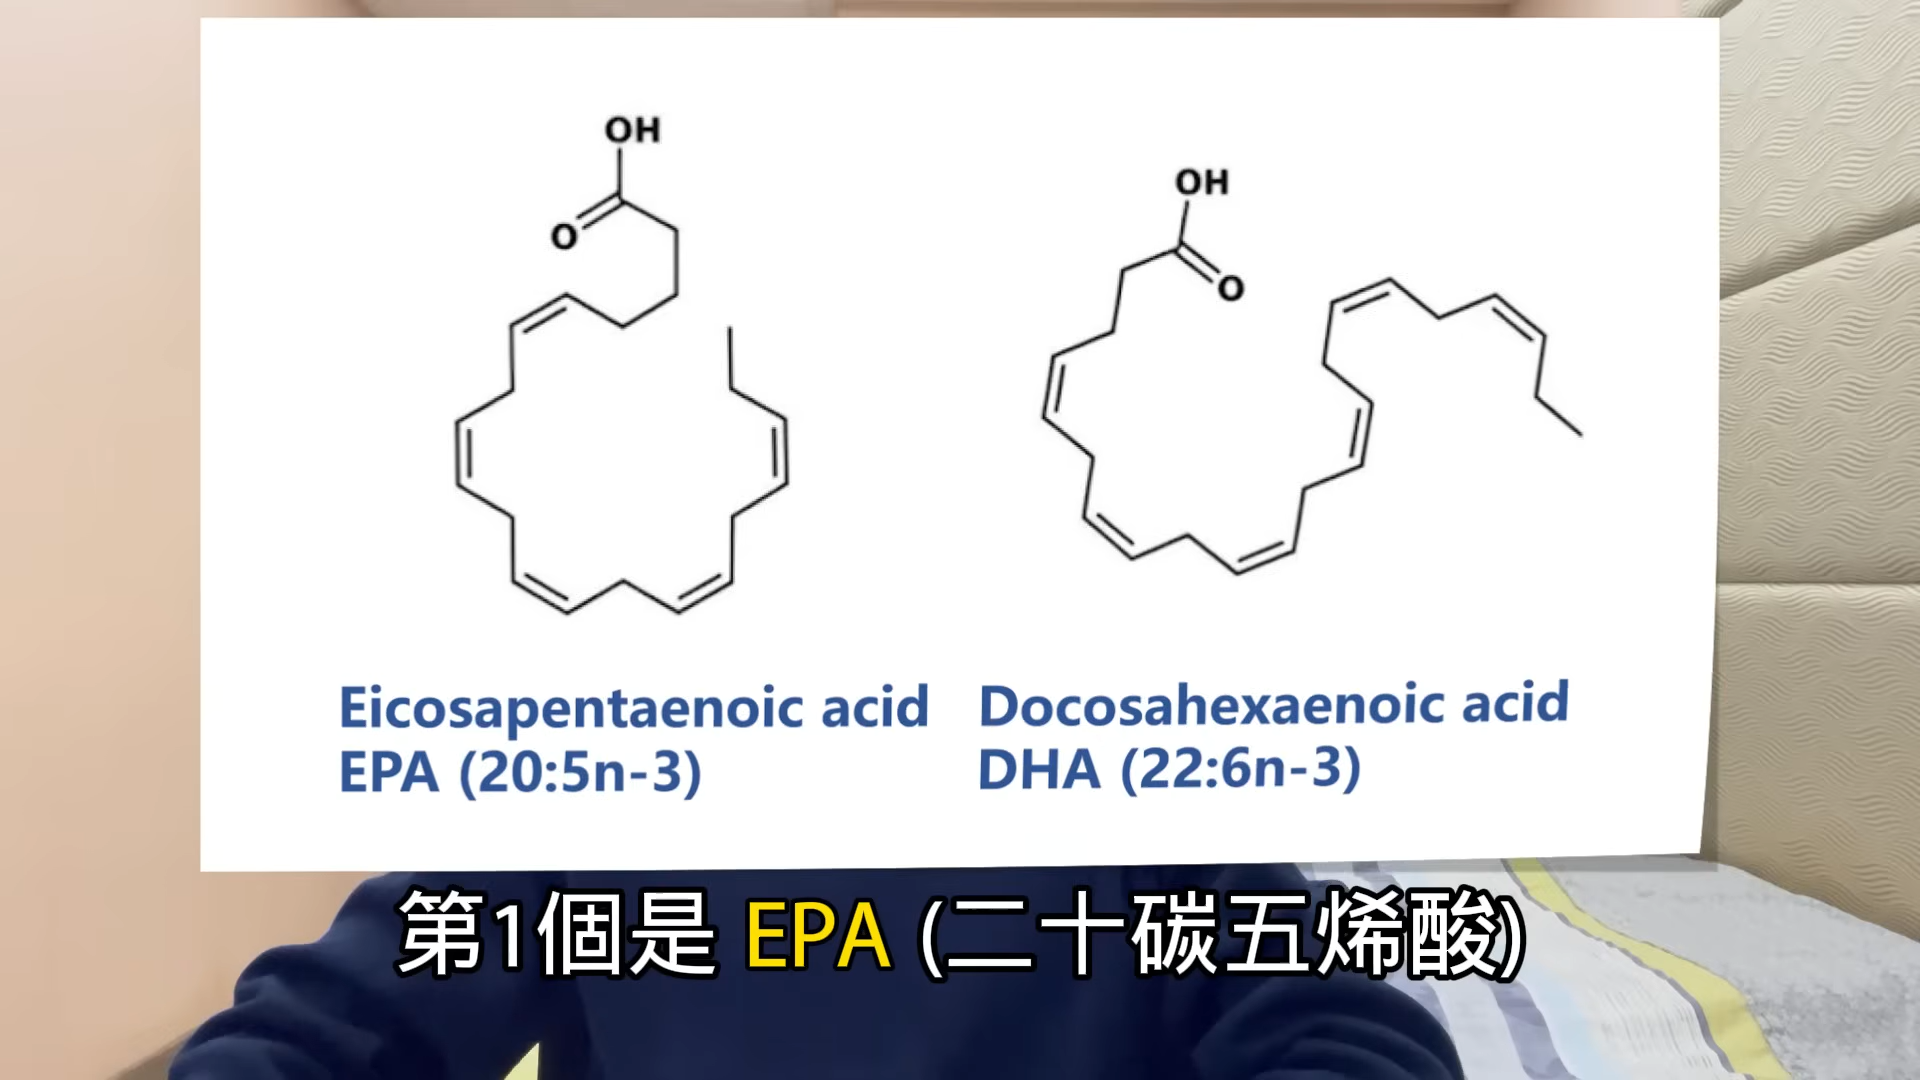 OH
O
OH
O
Eicosapentaenoic acid
EPA (20:5n-3)
Docosahexaenoic acid
DHA (22:6n-3)
第1個是 EPA (二十碳五烯酸)